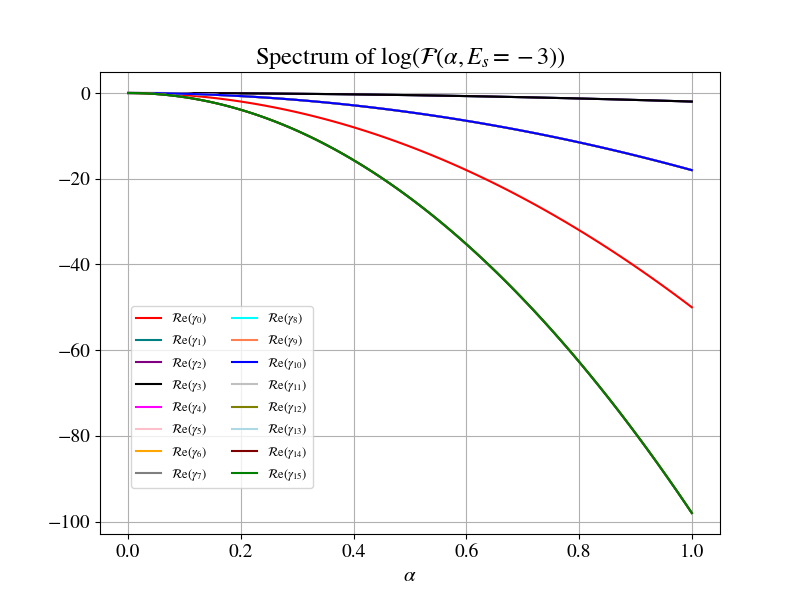 Spectrum of log(ℱ(α, E_s = −3))
0
−20
−40
−60
−80
−100
ℛe(γ₀)
ℛe(γ₁)
ℛe(γ₂)
ℛe(γ₃)
ℛe(γ₄)
ℛe(γ₅)
ℛe(γ₆)
ℛe(γ₇)
ℛe(γ₈)
ℛe(γ₉)
ℛe(γ₁₀)
ℛe(γ₁₁)
ℛe(γ₁₂)
ℛe(γ₁₃)
ℛe(γ₁₄)
ℛe(γ₁₅)
0.0 0.2 0.4 0.6 0.8 1.0
α